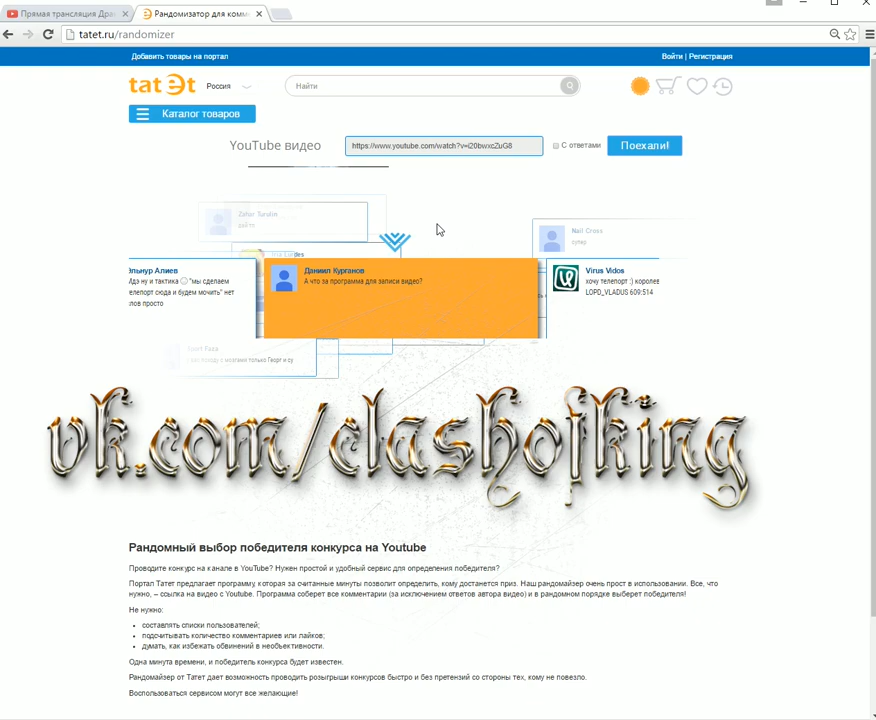 Прямая трансляция Дра
Рандомизатор для комм
tatet.ru/randomizer
Добавить товары на портал
Войти | Регистрация
татэt
Россия
Найти
Каталог товаров
YouTube видео
https://www.youtube.com/watch?v=i20bwxcZuG8
С ответами
Поехали!
Zohar Turulin
дай то
Nail Cross
супер
льнур Алиев
Идэ ну и тактика "мы сделаем
телепорт сюда и будем мочить" нет
слов просто
Даниил Курганов
А что за программа для записи видео?
Virus Vidos
хочу телепорт :) королев
LOPD_VLADUS 609:514
vk.com/clashofking
Рандомный выбор победителя конкурса на Youtube
Проводите конкурс на канале в YouTube? Нужен простой и удобный сервис для определения победителя?
Портал Татет предлагает программу, которая за считанные минуты позволит определить, кому достанется приз. Наш рандомайзер очень прост в использовании. Все, что
нужно, – ссылка на видео с Youtube. Программа соберет все комментарии (за исключением ответов автора видео) и в рандомном порядке выберет победителя!
Не нужно:
составлять списки пользователей;
подсчитывать количество комментариев или лайков;
думать, как избежать обвинений в необъективности.
Одна минута времени, и победитель конкурса будет известен.
Рандомайзер от Татет дает возможность проводить розыгрыши конкурсов быстро и без претензий со стороны тех, кому не повезло.
Воспользоваться сервисом могут все желающие!